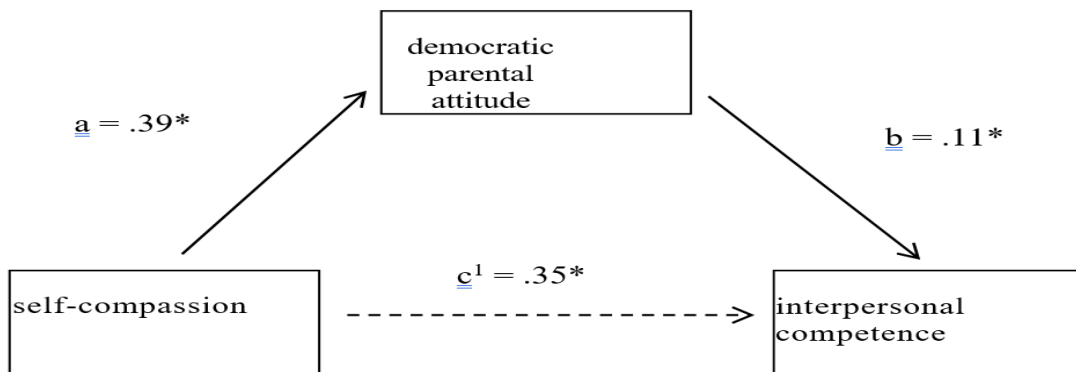 democratic
parental
attitude
a = .39*
b = .11*
c¹ = .35*
self-compassion
interpersonal
competence